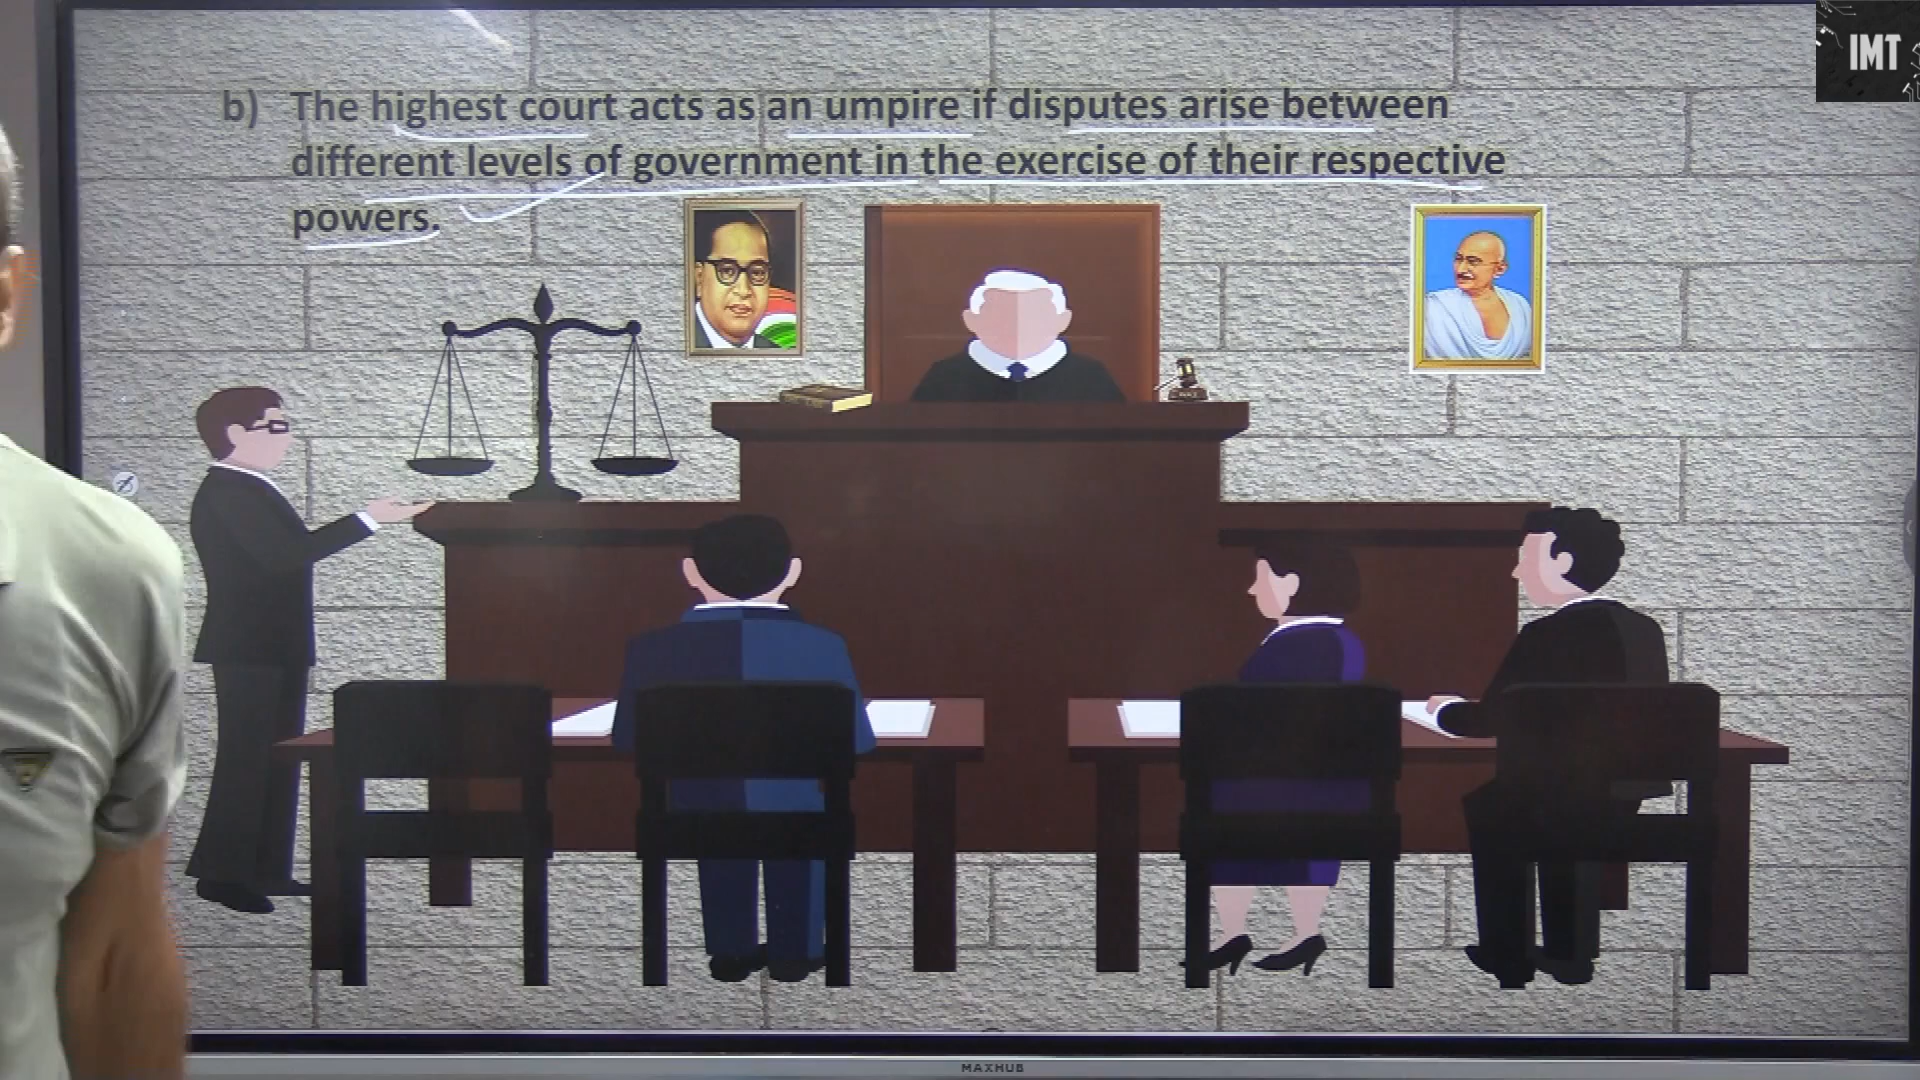 IMT
b) The highest court acts as an umpire if disputes arise between
different levels of government in the exercise of their respective
powers.
MAXHUB